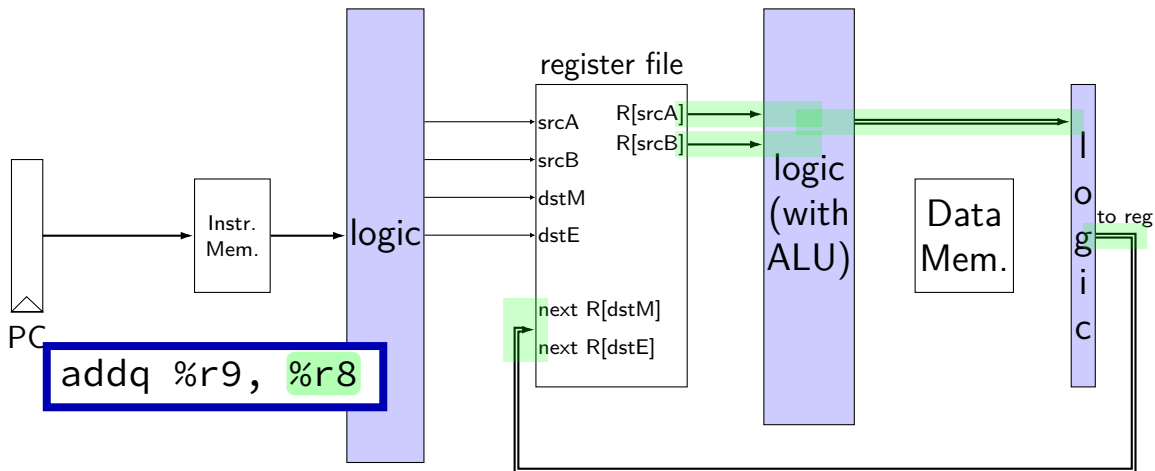 register file
srcA
srcB
dstM
dstE
R[srcA]
R[srcB]
next R[dstM]
next R[dstE]
PC
Instr.
Mem.
logic
logic
(with
ALU)
Data
Mem.
logic
to reg
addq %r9, %r8